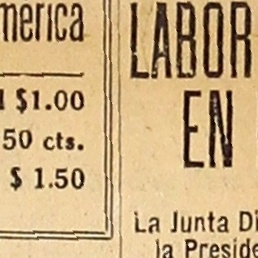 merica
$1.00
50 cts.
$ 1.50
LABOR
EN
La Junta Di
la Preside